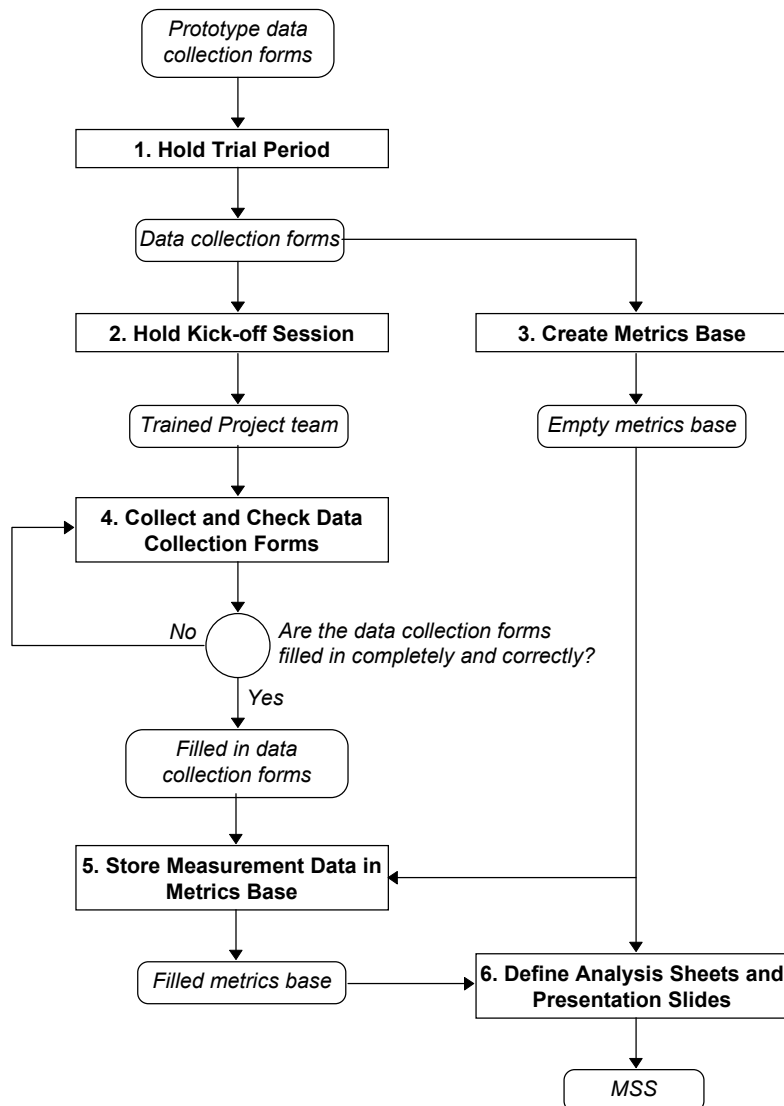 Prototype data
collection forms
1. Hold Trial Period
Data collection forms
2. Hold Kick-off Session
3. Create Metrics Base
Trained Project team
Empty metrics base
4. Collect and Check Data
Collection Forms
No
Are the data collection forms
filled in completely and correctly?
Yes
Filled in data
collection forms
5. Store Measurement Data in
Metrics Base
Filled metrics base
6. Define Analysis Sheets and
Presentation Slides
MSS